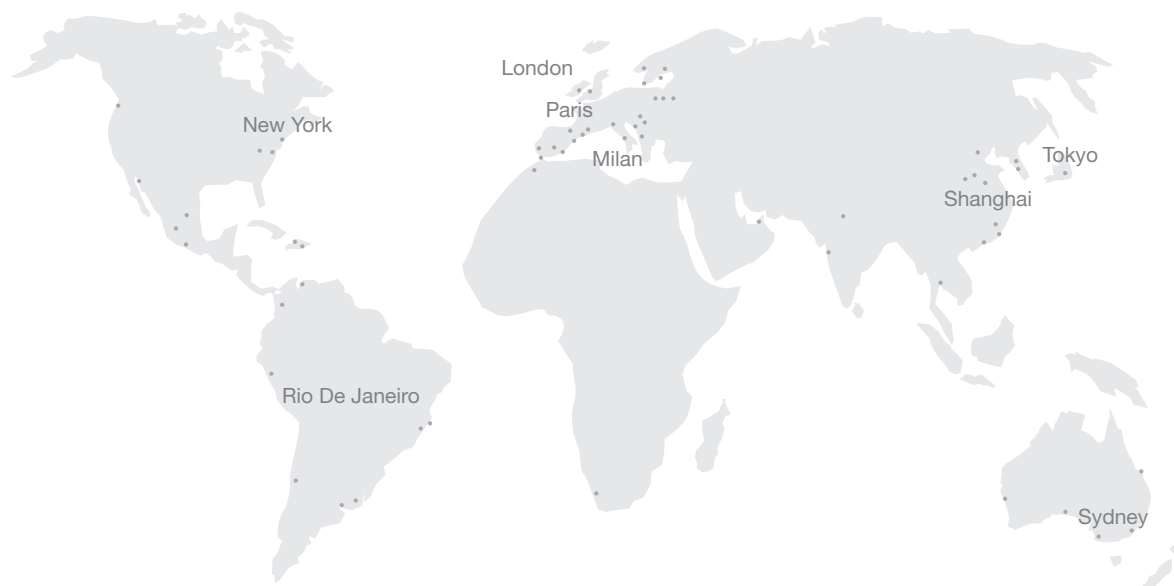 London
Paris
New York
Milan
Tokyo
Shanghai
Rio De Janeiro
Sydney